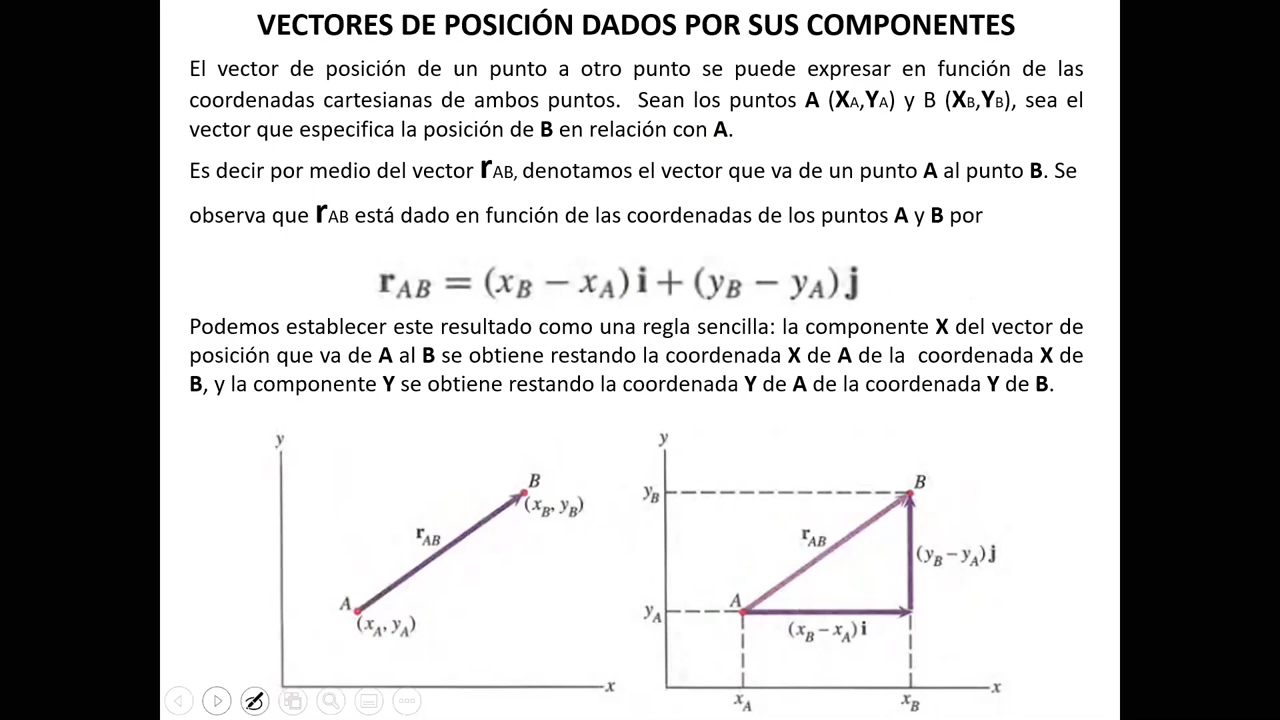 VECTORES DE POSICIÓN DADOS POR SUS COMPONENTES
El vector de posición de un punto a otro punto se puede expresar en función de las
coordenadas cartesianas de ambos puntos. Sean los puntos A (XA,YA) y B (XB,YB), sea el
vector que especifica la posición de B en relación con A.
Es decir por medio del vector rAB, denotamos el vector que va de un punto A al punto B. Se
observa que rAB está dado en función de las coordenadas de los puntos A y B por
rAB = (xB − xA) i + (yB − yA) j
Podemos establecer este resultado como una regla sencilla: la componente X del vector de
posición que va de A al B se obtiene restando la coordenada X de A de la coordenada X de
B, y la componente Y se obtiene restando la coordenada Y de A de la coordenada Y de B.
y
B
(xB, yB)
rAB
A
(xA, yA)
x
y
yB
B
rAB
(yB − yA) j
A
yA
(xB − xA) i
x
xA
xB